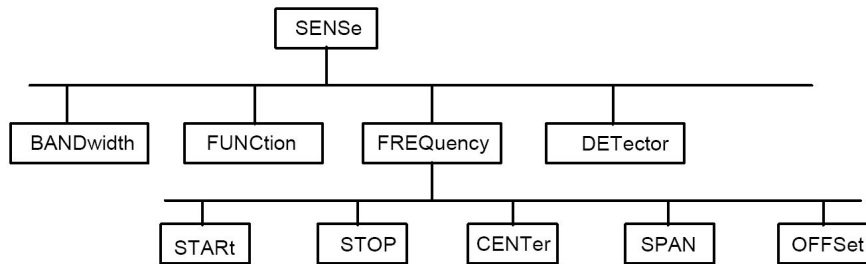 SENSe
BANDwidth
FUNCtion
FREQuency
DETector
STARt
STOP
CENTer
SPAN
OFFSet